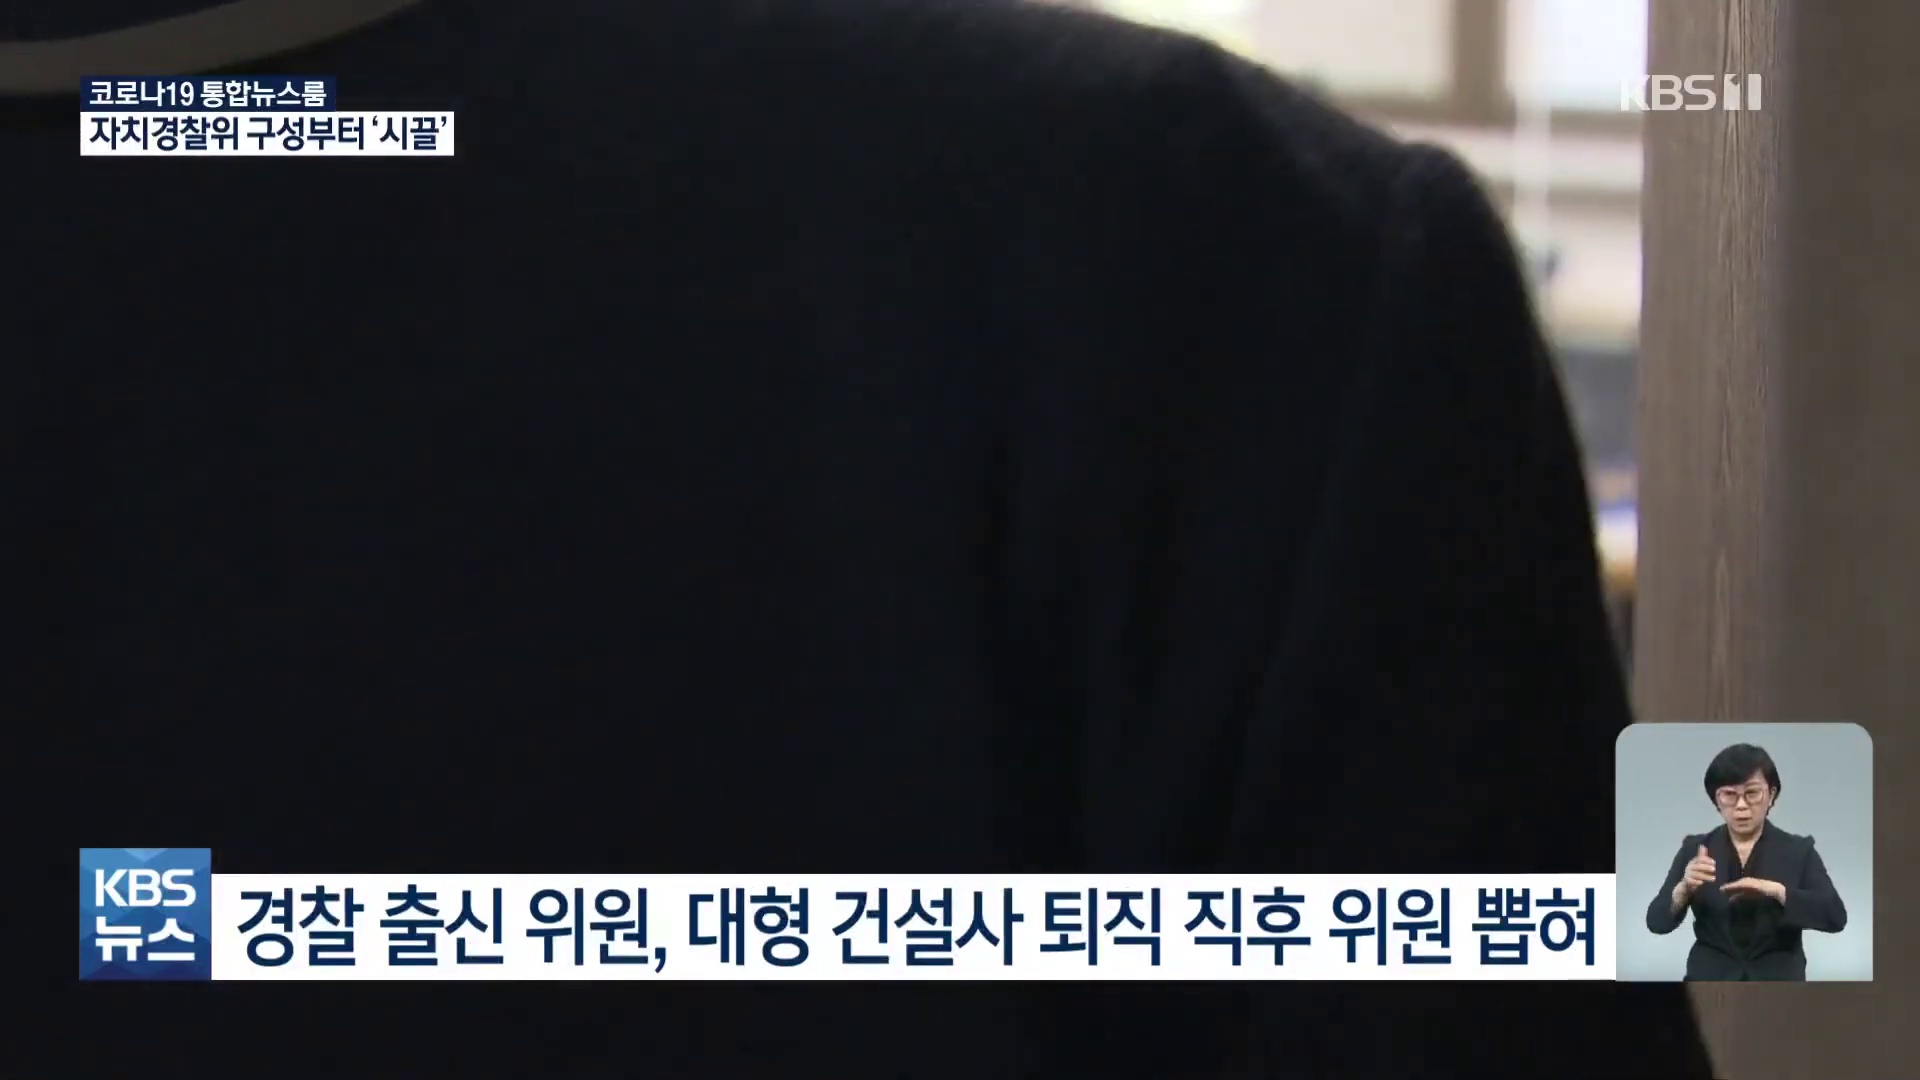 코로나19 통합뉴스룸
자치경찰위 구성부터 ‘시끌’
KBS 1
KBS
뉴스
경찰 출신 위원, 대형 건설사 퇴직 직후 위원 뽑혀